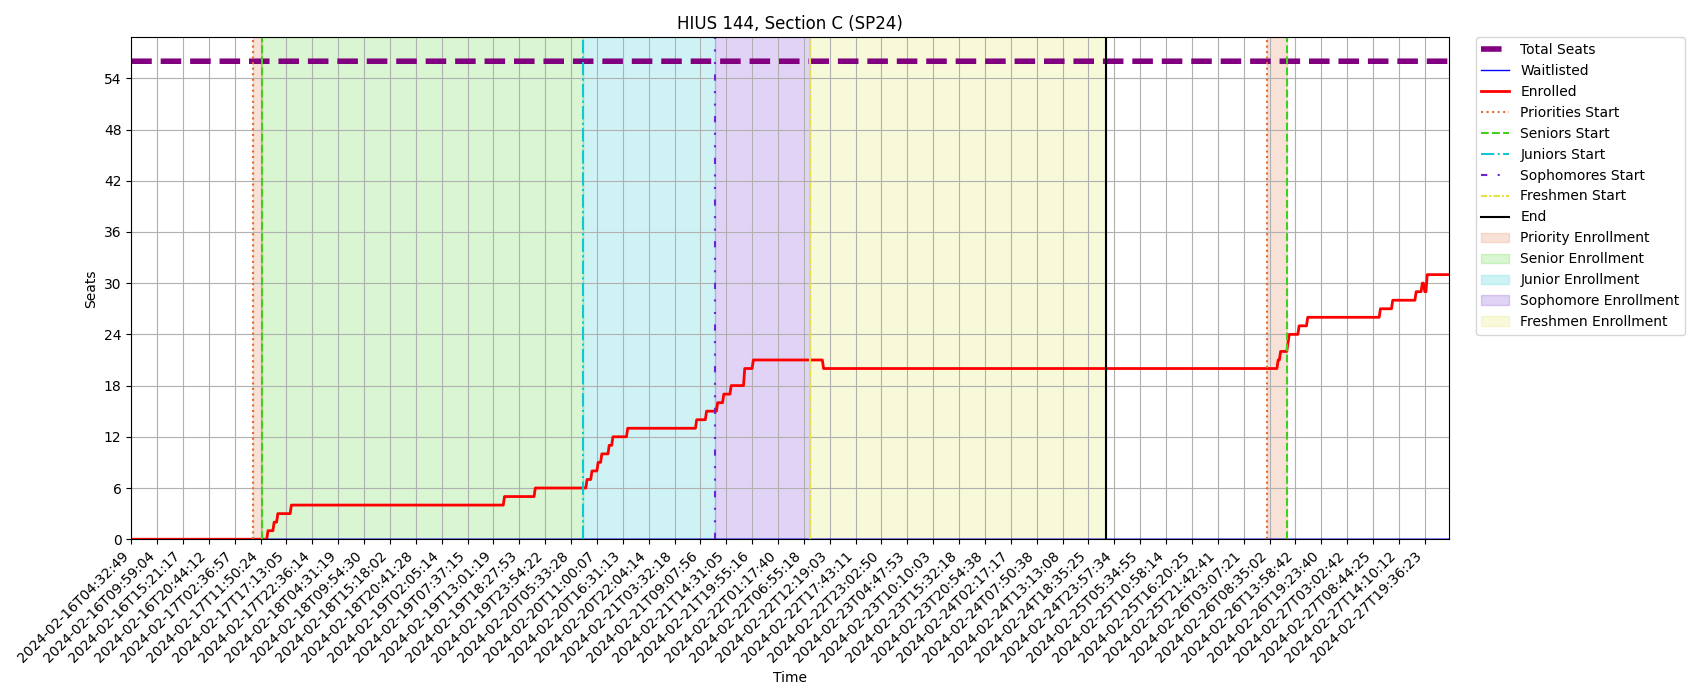 HIUS 144, Section C (SP24)
Seats
54
48
42
36
30
24
18
12
6
0
2024-02-16T04:32:49
2024-02-16T09:59:04
2024-02-16T15:21:17
2024-02-16T20:44:12
2024-02-17T02:36:57
2024-02-17T11:50:24
2024-02-17T17:13:05
2024-02-17T22:36:14
2024-02-18T04:31:19
2024-02-18T09:54:30
2024-02-18T15:18:02
2024-02-18T20:41:28
2024-02-19T02:05:14
2024-02-19T07:37:15
2024-02-19T13:01:19
2024-02-19T18:27:53
2024-02-19T23:54:22
2024-02-20T05:33:28
2024-02-20T11:00:07
2024-02-20T16:31:13
2024-02-20T22:04:14
2024-02-21T03:32:18
2024-02-21T09:07:56
2024-02-21T14:31:05
2024-02-21T19:55:16
2024-02-22T01:17:40
2024-02-22T06:55:18
2024-02-22T12:19:03
2024-02-22T17:43:11
2024-02-22T23:02:50
2024-02-23T04:47:53
2024-02-23T10:10:03
2024-02-23T15:32:18
2024-02-23T20:54:38
2024-02-24T02:17:17
2024-02-24T07:50:38
2024-02-24T13:13:08
2024-02-24T18:35:25
2024-02-24T23:57:34
2024-02-25T05:34:55
2024-02-25T10:58:14
2024-02-25T16:20:25
2024-02-25T21:42:41
2024-02-26T03:07:21
2024-02-26T08:35:02
2024-02-26T13:58:42
2024-02-26T19:23:40
2024-02-27T03:02:42
2024-02-27T08:44:25
2024-02-27T14:10:12
2024-02-27T19:36:23
Time
Total Seats
Waitlisted
Enrolled
Priorities Start
Seniors Start
Juniors Start
Sophomores Start
Freshmen Start
End
Priority Enrollment
Senior Enrollment
Junior Enrollment
Sophomore Enrollment
Freshmen Enrollment